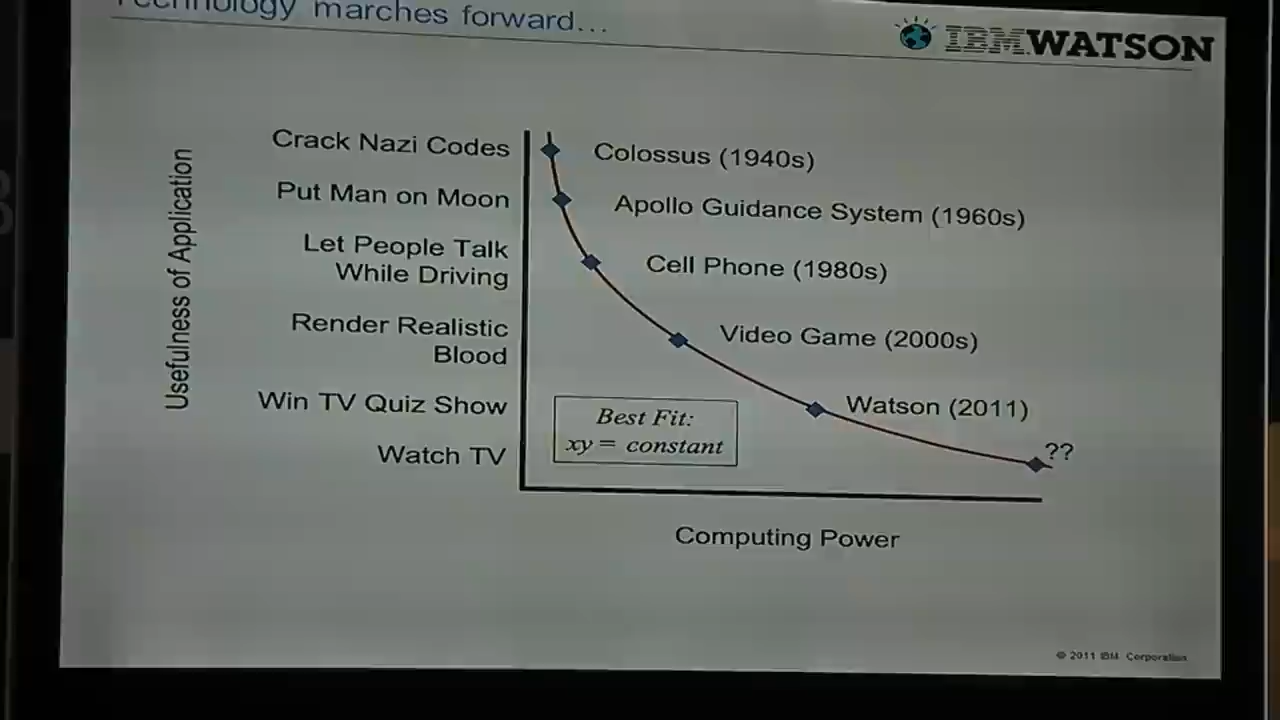 Technology marches forward...
IBM WATSON
Crack Nazi Codes
Colossus (1940s)
Put Man on Moon
Apollo Guidance System (1960s)
Let People Talk
While Driving
Cell Phone (1980s)
Render Realistic
Blood
Video Game (2000s)
Win TV Quiz Show
Watson (2011)
Watch TV
??
Best Fit:
xy = constant
Usefulness of Application
Computing Power
© 2011 IBM Corporation